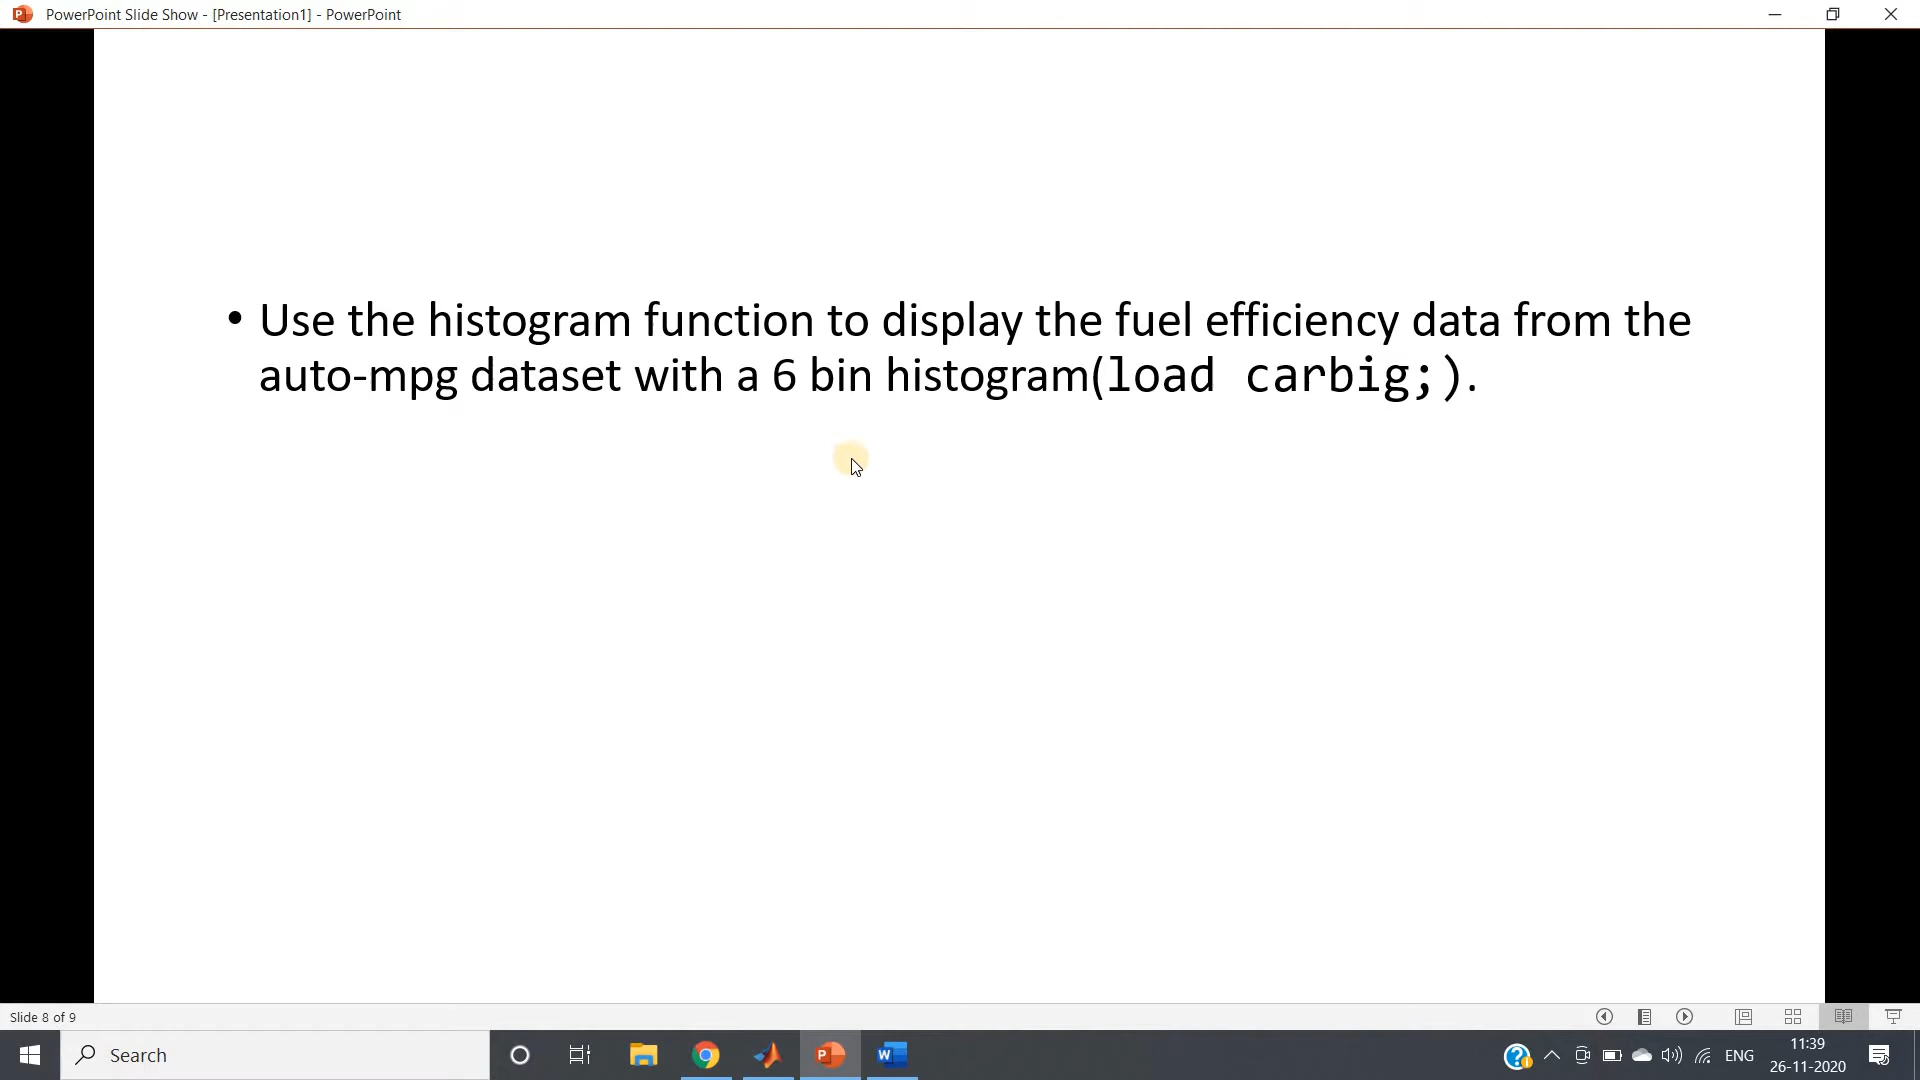 PowerPoint Slide Show - [Presentation1] - PowerPoint
• Use the histogram function to display the fuel efficiency data from the
auto-mpg dataset with a 6 bin histogram(load carbig;).
Slide 8 of 9
Search
ENG
11:39
26-11-2020